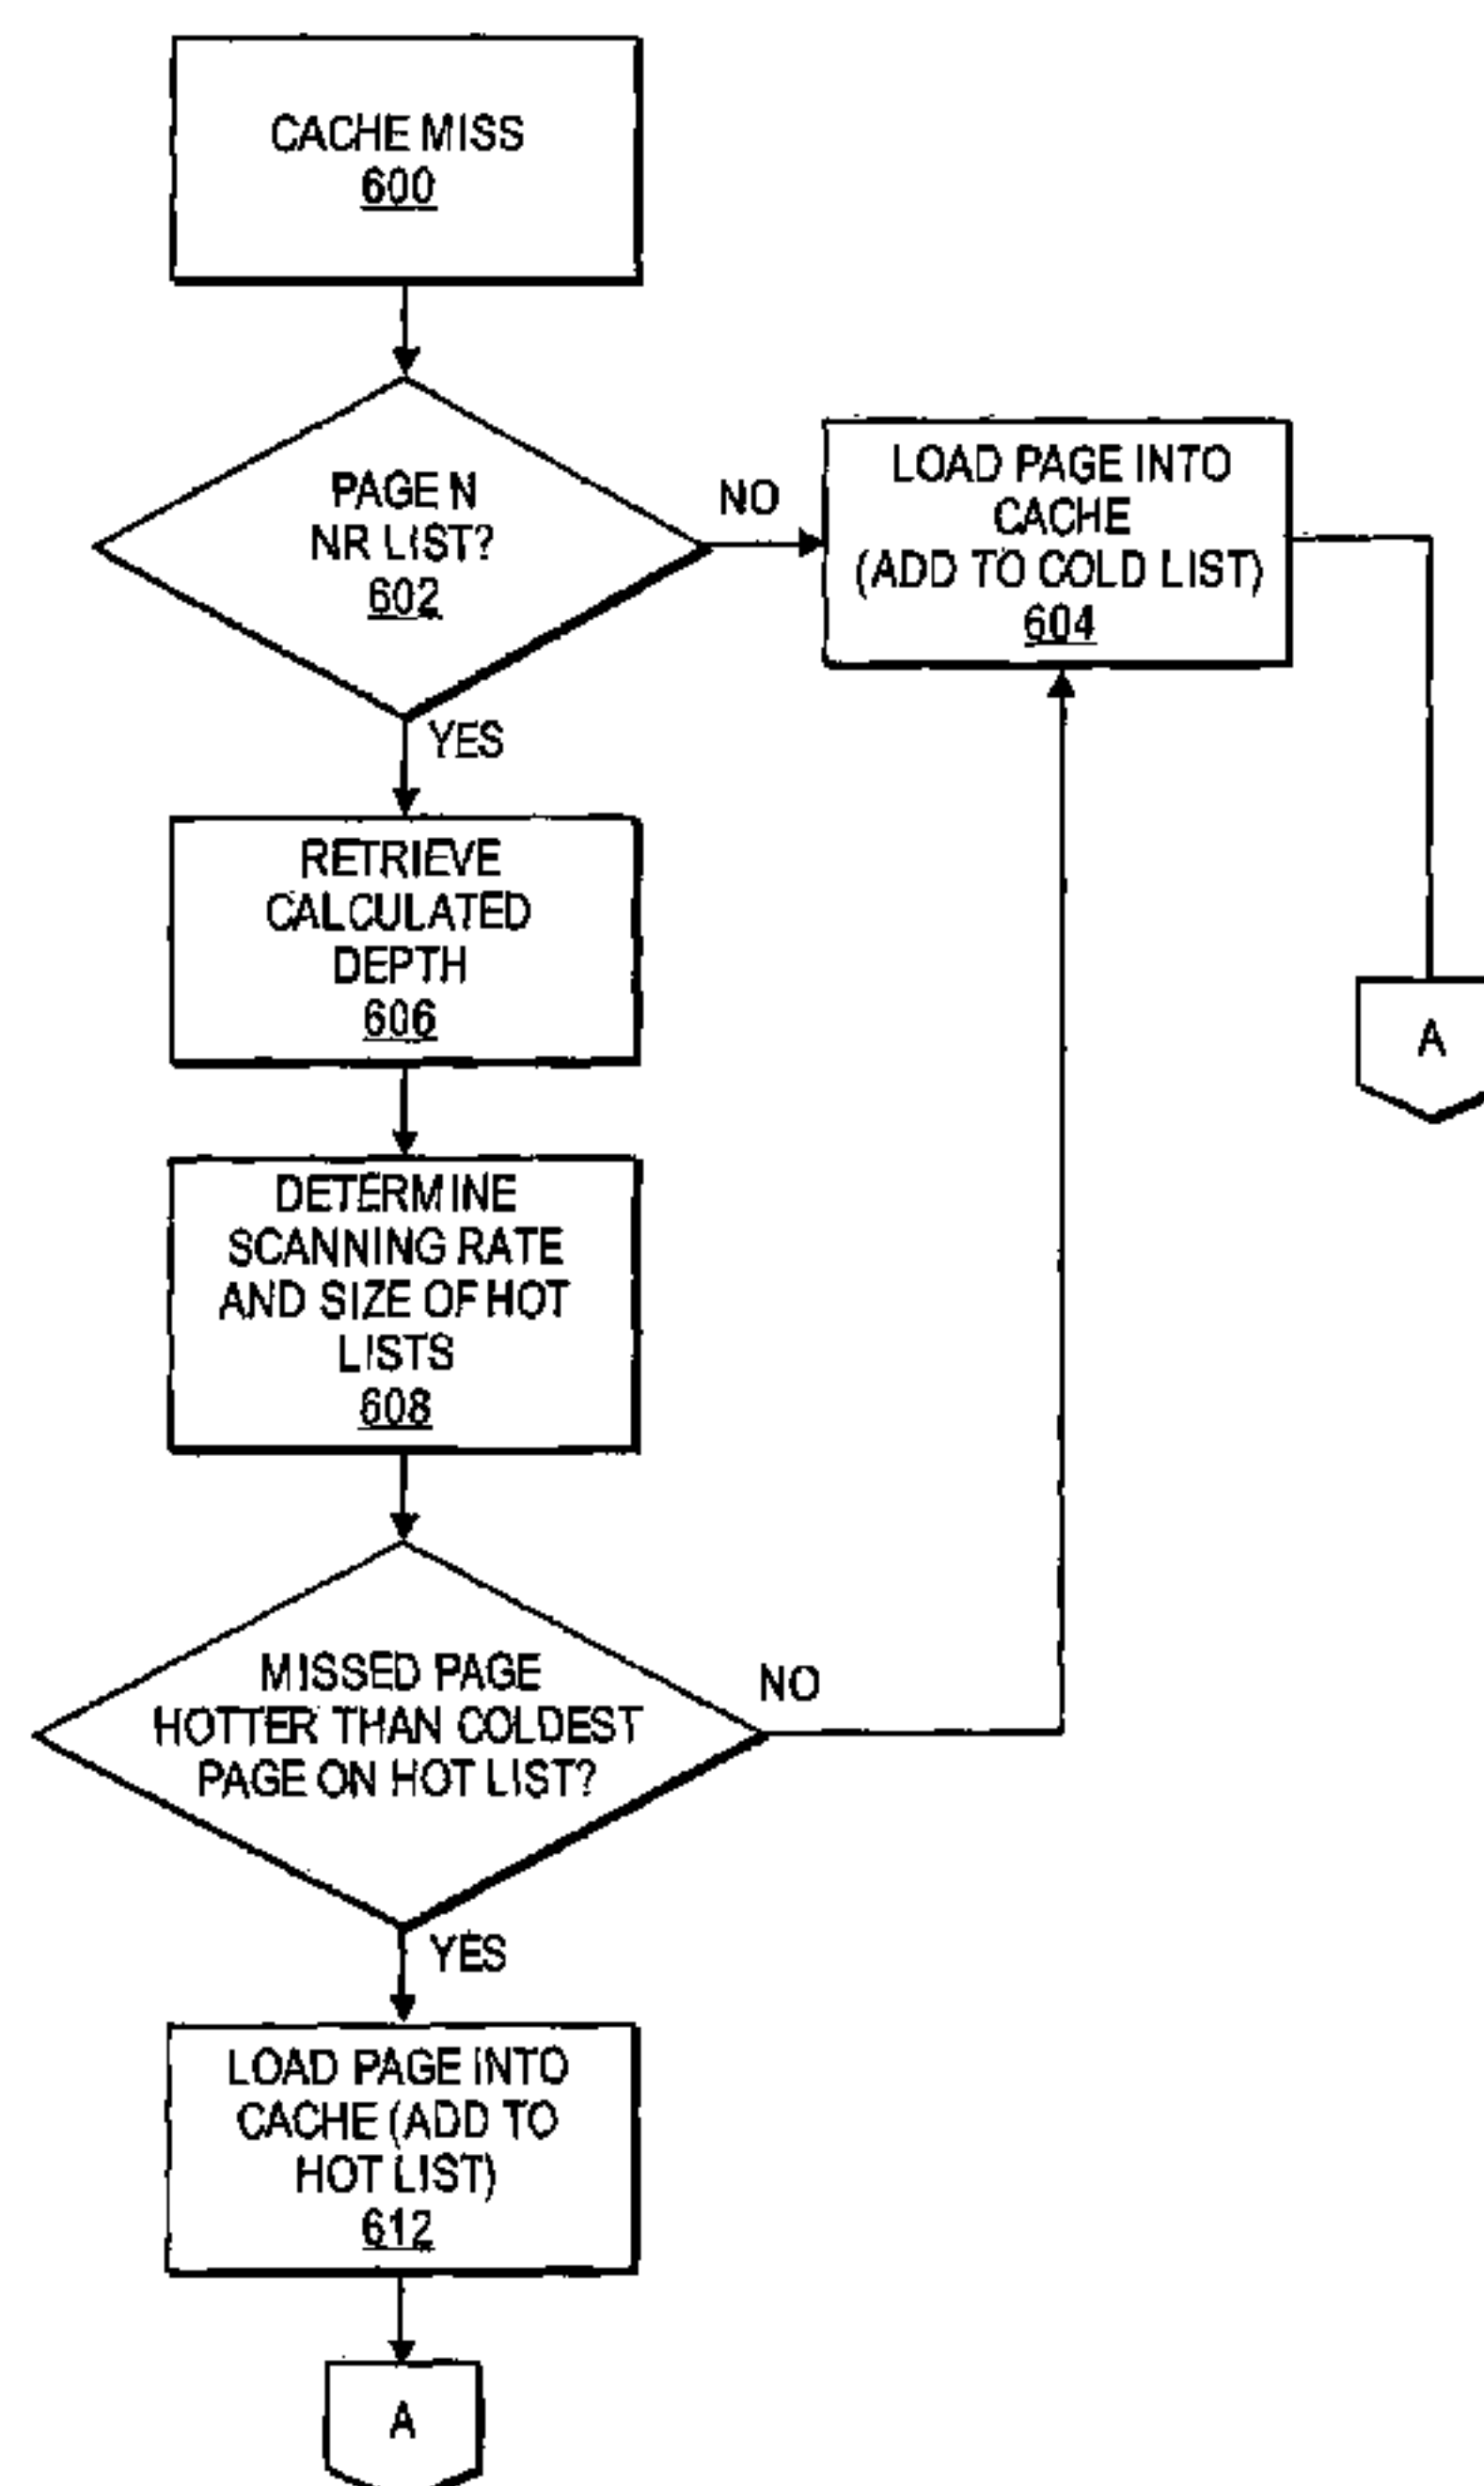 CACHE MISS
600
PAGE N
NR LIST?
602
NO
LOAD PAGE INTO
CACHE
(ADD TO COLD LIST)
604
YES
RETRIEVE
CALCULATED
DEPTH
606
A
DETERMINE
SCANNING RATE
AND SIZE OF HOT
LISTS
608
MISSED PAGE
HOTTER THAN COLDEST
PAGE ON HOT LIST?
NO
YES
LOAD PAGE INTO
CACHE (ADD TO
HOT LIST)
612
A